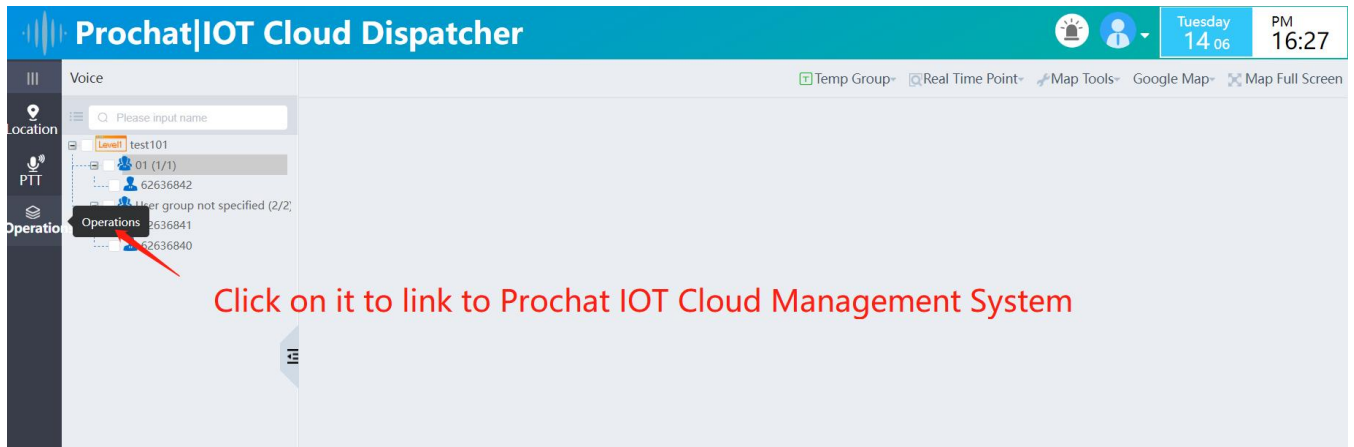 Prochat|IOT Cloud Dispatcher
Tuesday
14 06
PM
16:27
Voice
Temp Group
Real Time Point
Map Tools
Google Map
Map Full Screen
Location
PTT
Operation
Please input name
Level1 test101
01 (1/1)
62636842
User group not specified (2/2)
Operations
2636841
62636840
Click on it to link to Prochat IOT Cloud Management System